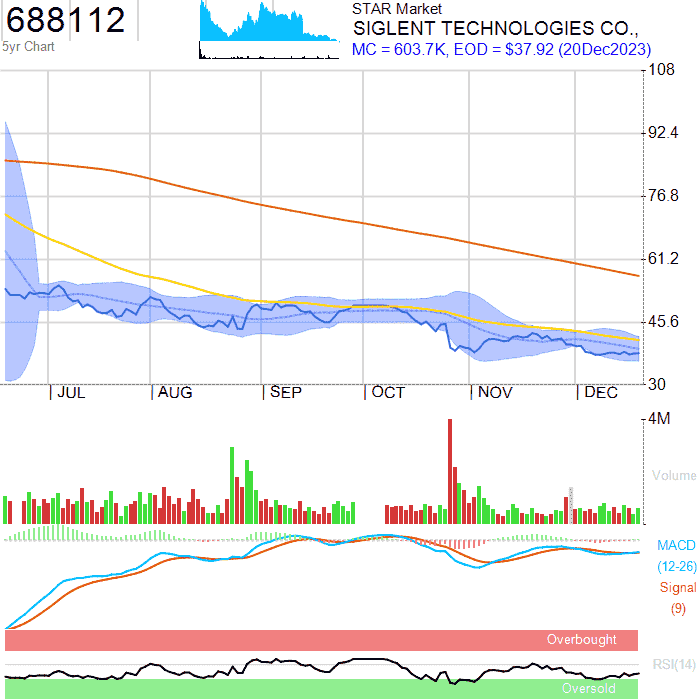 688112
5yr Chart
STAR Market
SIGLENT TECHNOLOGIES CO.,
MC = 603.7K, EOD = $37.92 (20Dec2023)
108
92.4
76.8
61.2
45.6
30
JUL AUG SEP OCT NOV DEC
4M
Volume
MACD
(12-26)
Signal
(9)
Overbought
RSI(14)
Oversold